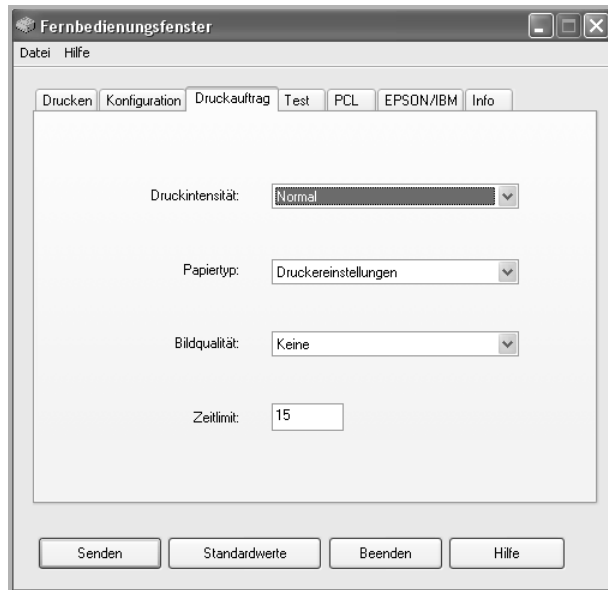 Fernbedienungsfenster
Datei Hilfe
Drucken Konfiguration Druckauftrag Test PCL EPSON/IBM Info
Druckintensität: Normal
Papiertyp: Druckereinstellungen
Bildqualität: Keine
Zeitlimit: 15
Senden Standardwerte Beenden Hilfe